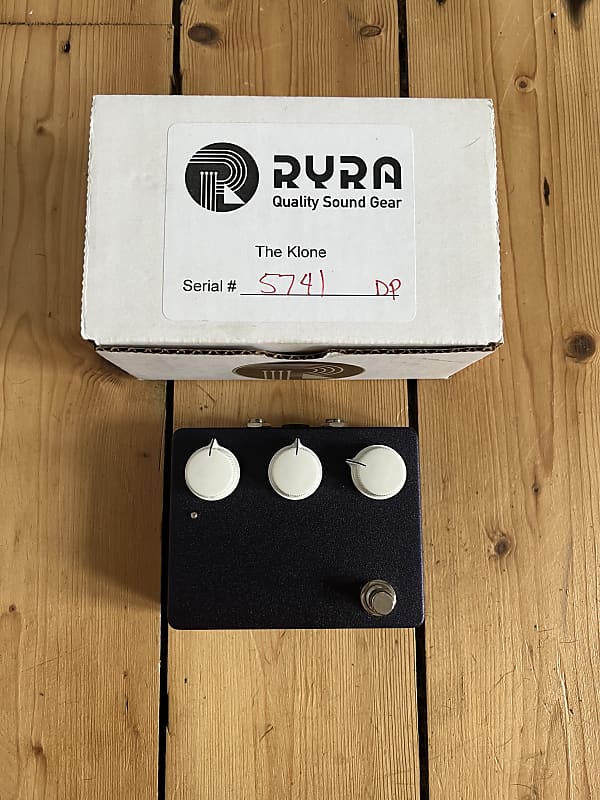 RYRA
Quality Sound Gear
The Klone
Serial # 5741 DP